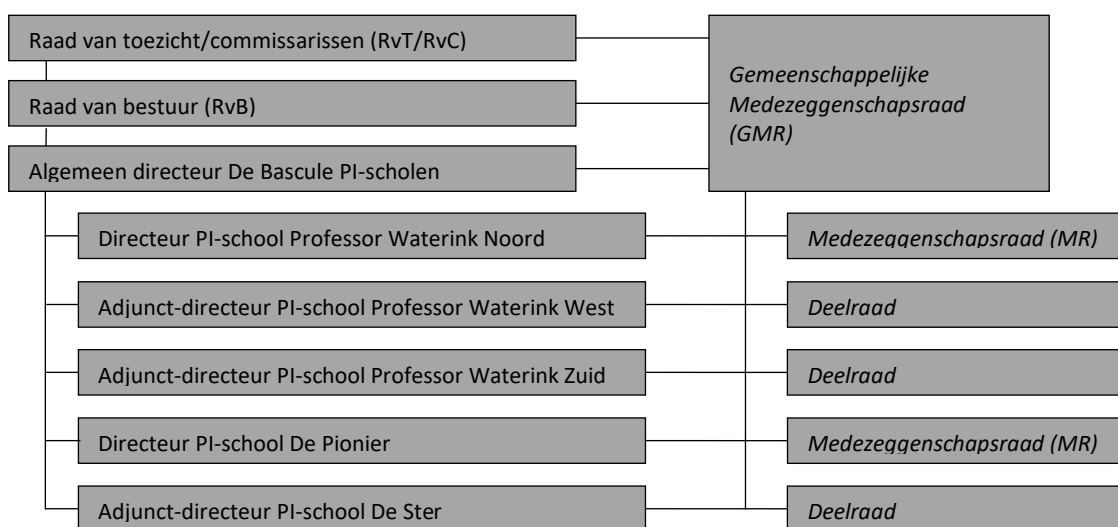 Raad van toezicht/commissarissen (RvT/RvC)
Gemeenschappelijke
Medezeggenschapsraad
(GMR)
Raad van bestuur (RvB)
Algemeen directeur De Bascule PI-scholen
Directeur PI-school Professor Waterink Noord
Medezeggenschapsraad (MR)
Adjunct-directeur PI-school Professor Waterink West
Deelraad
Adjunct-directeur PI-school Professor Waterink Zuid
Deelraad
Directeur PI-school De Pionier
Medezeggenschapsraad (MR)
Adjunct-directeur PI-school De Ster
Deelraad